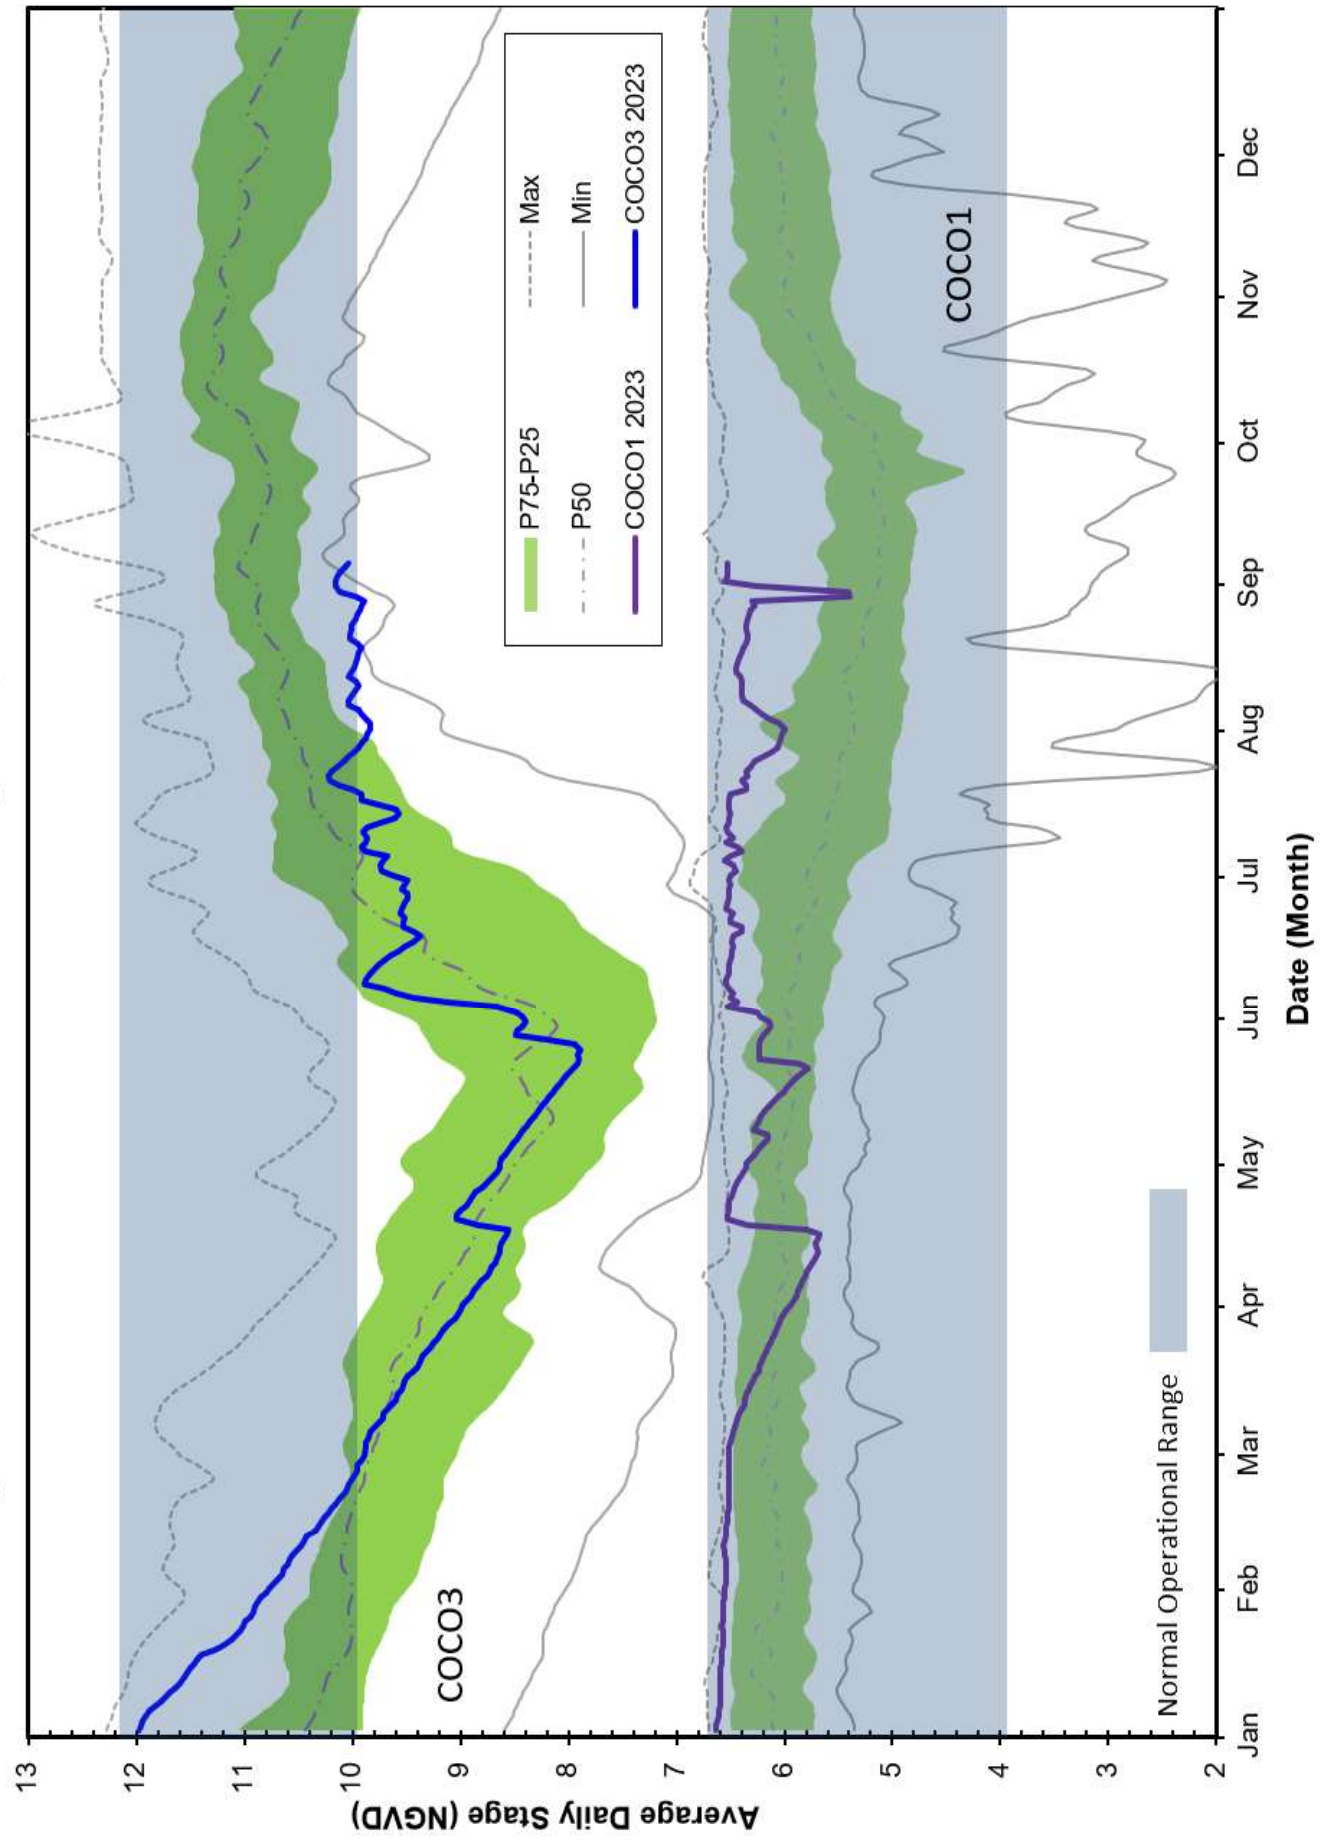 Average Daily Stage (NGVD)
13
12
11
10
9
8
7
6
5
4
3
2
COCO3
COCO1
P75-P25
Max
P50
Min
COCO1 2023
COCO3 2023
Normal Operational Range
Jan
Feb
Mar
Apr
May
Jun
Jul
Aug
Sep
Oct
Nov
Dec
Date (Month)